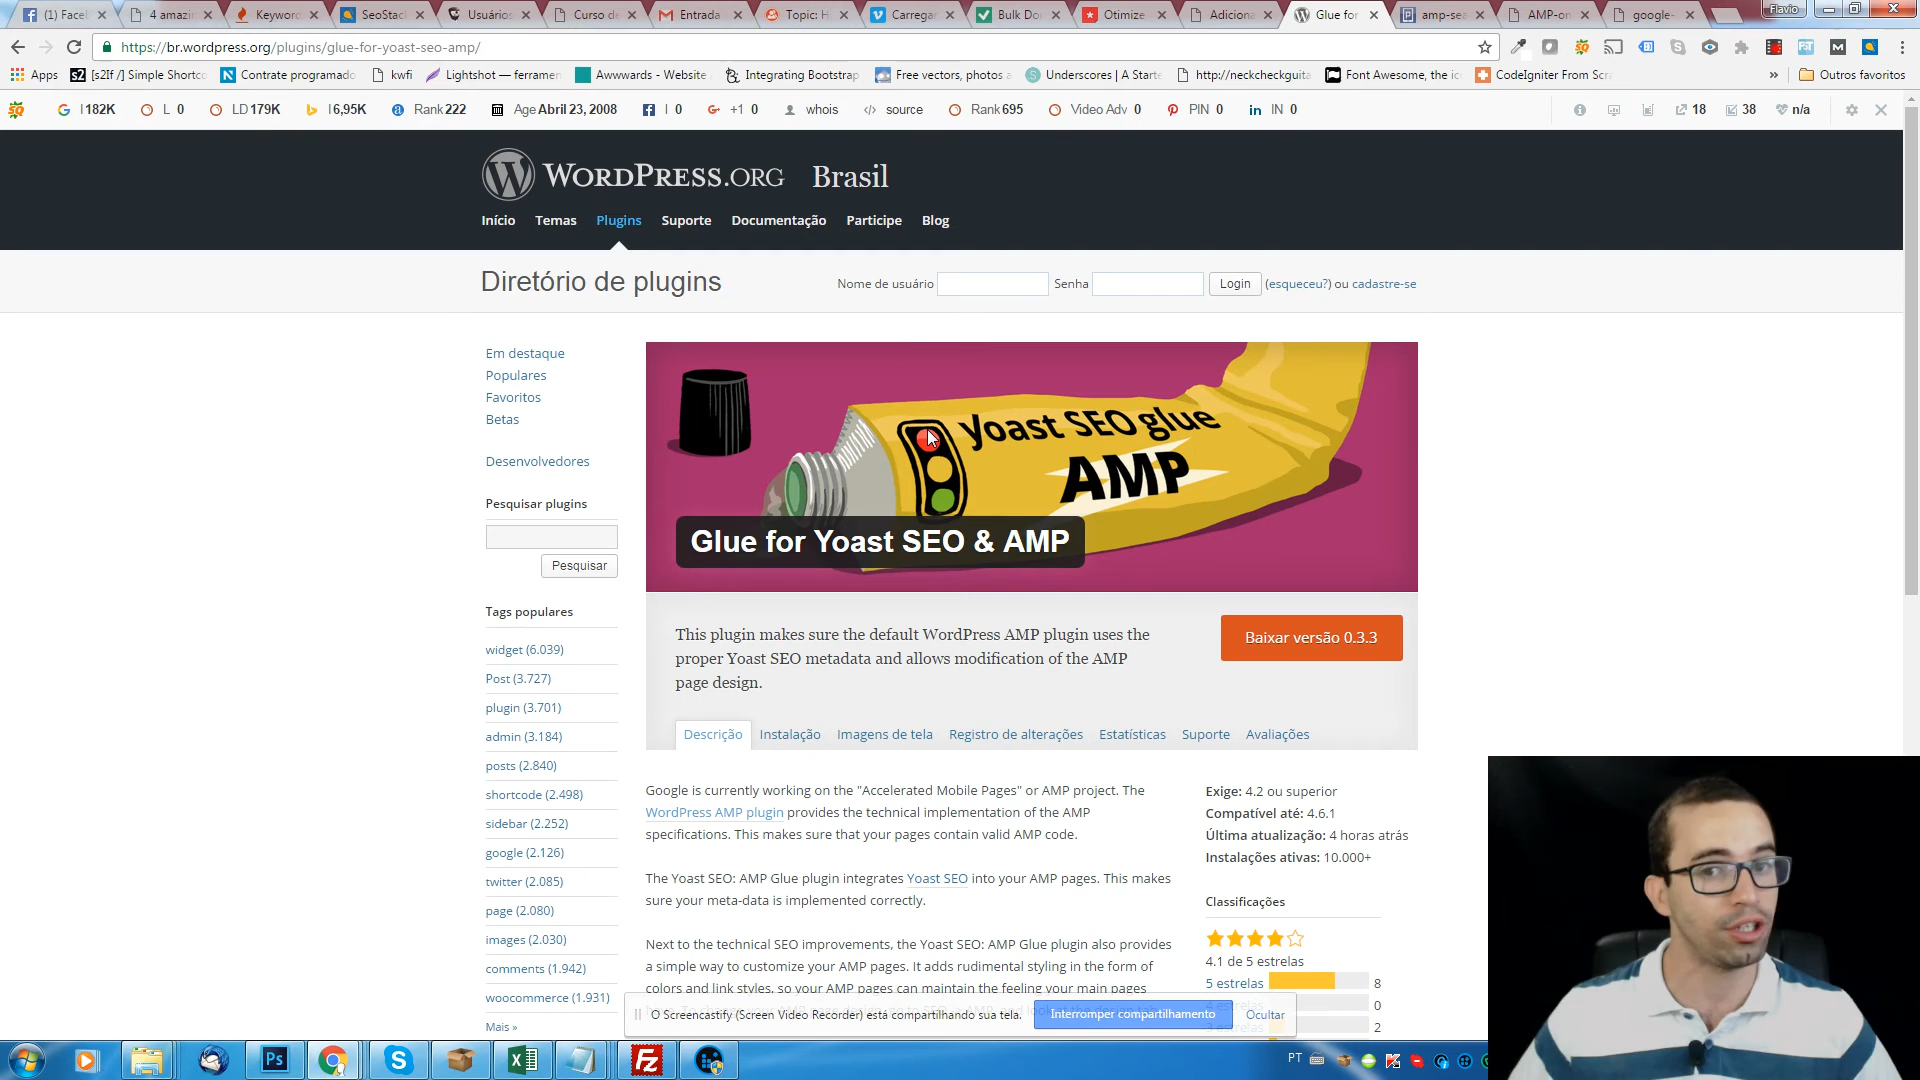 (1) Faceb
4 amazin
Keyword
SeoStack
Usuários
Curso de
Entrada
Topic: H
Carregar
Bulk Do
Otimize
Adiciona
Glue for
amp-sea
AMP-on
google-
Flavio
https://br.wordpress.org/plugins/glue-for-yoast-seo-amp/
Apps
[s2If /] Simple Shortco
Contrate programado
kwfi
Lightshot — ferramen
Awwwards - Website
Integrating Bootstrap
Free vectors, photos a
Underscores | A Starte
http://neckcheckguita
Font Awesome, the ic
CodeIgniter From Scra
»
Outros favoritos
I 182K
L 0
LD 179K
I 6,95K
Rank 222
Age Abril 23, 2008
I 0
+1 0
whois
source
Rank 695
Video Adv 0
PIN 0
IN 0
18
38
n/a
WORDPRESS.ORG Brasil
Início
Temas
Plugins
Suporte
Documentação
Participe
Blog
Diretório de plugins
Nome de usuário
Senha
Login
(esqueceu?) ou cadastre-se
Em destaque
Populares
Favoritos
Betas
Desenvolvedores
Pesquisar plugins
Pesquisar
Tags populares
widget (6.039)
Post (3.727)
plugin (3.701)
admin (3.184)
posts (2.840)
shortcode (2.498)
sidebar (2.252)
google (2.126)
twitter (2.085)
page (2.080)
images (2.030)
comments (1.942)
woocommerce (1.931)
Mais »
Yoast SEO glue
AMP
Glue for Yoast SEO & AMP
This plugin makes sure the default WordPress AMP plugin uses the
proper Yoast SEO metadata and allows modification of the AMP
page design.
Baixar versão 0.3.3
Descrição
Instalação
Imagens de tela
Registro de alterações
Estatísticas
Suporte
Avaliações
Google is currently working on the "Accelerated Mobile Pages" or AMP project. The
WordPress AMP plugin provides the technical implementation of the AMP
specifications. This makes sure that your pages contain valid AMP code.
The Yoast SEO: AMP Glue plugin integrates Yoast SEO into your AMP pages. This makes
sure your meta-data is implemented correctly.
Next to the technical SEO improvements, the Yoast SEO: AMP Glue plugin also provides
a simple way to customize your AMP pages. It adds rudimental styling in the form of
colors and link styles, so your AMP pages can maintain the feeling your main pages
Exige: 4.2 ou superior
Compatível até: 4.6.1
Última atualização: 4 horas atrás
Instalações ativas: 10.000+
Classificações
4.1 de 5 estrelas
5 estrelas 8
4 estrelas 0
3 estrelas 2
O Screencastify (Screen Video Recorder) está compartilhando sua tela.
Interromper compartilhamento
Ocultar
Ps
Fz
PT